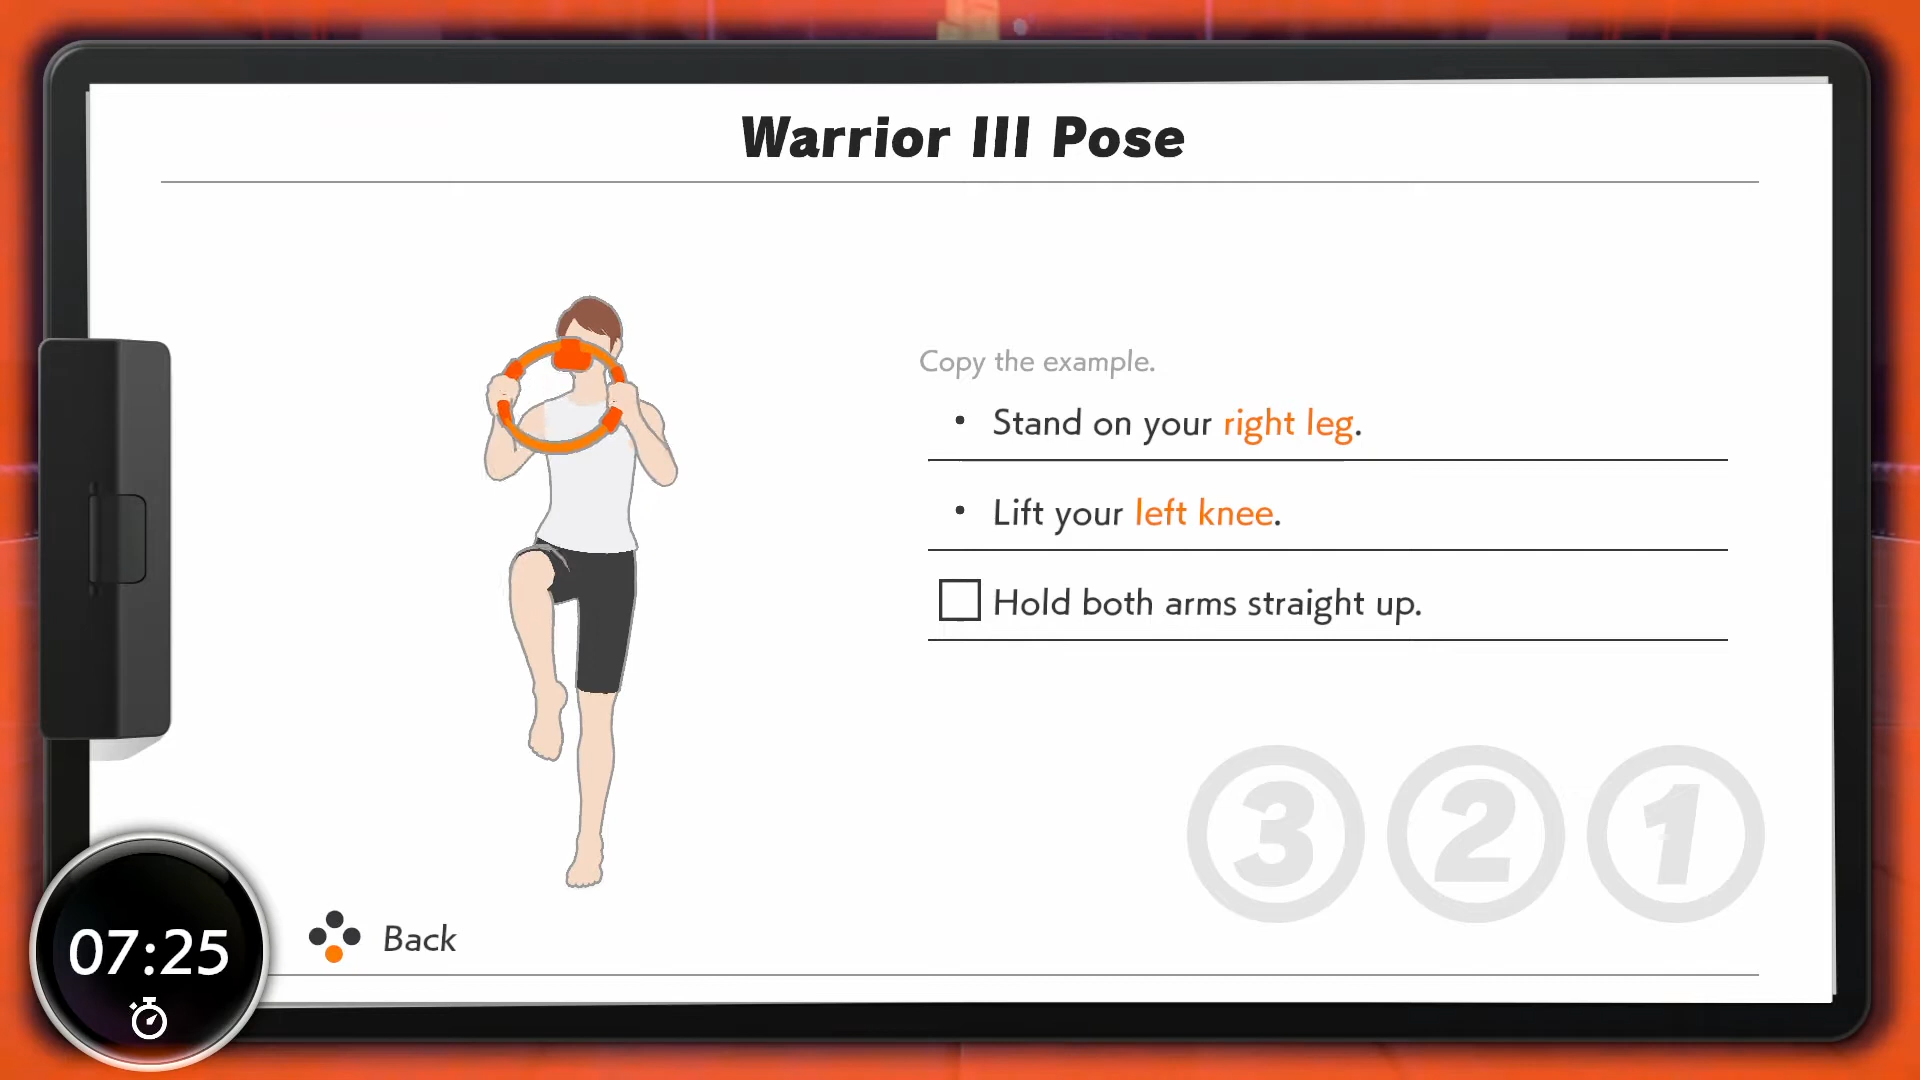 Warrior III Pose
Copy the example.
• Stand on your right leg.
• Lift your left knee.
Hold both arms straight up.
3 2 1
Back
07:25